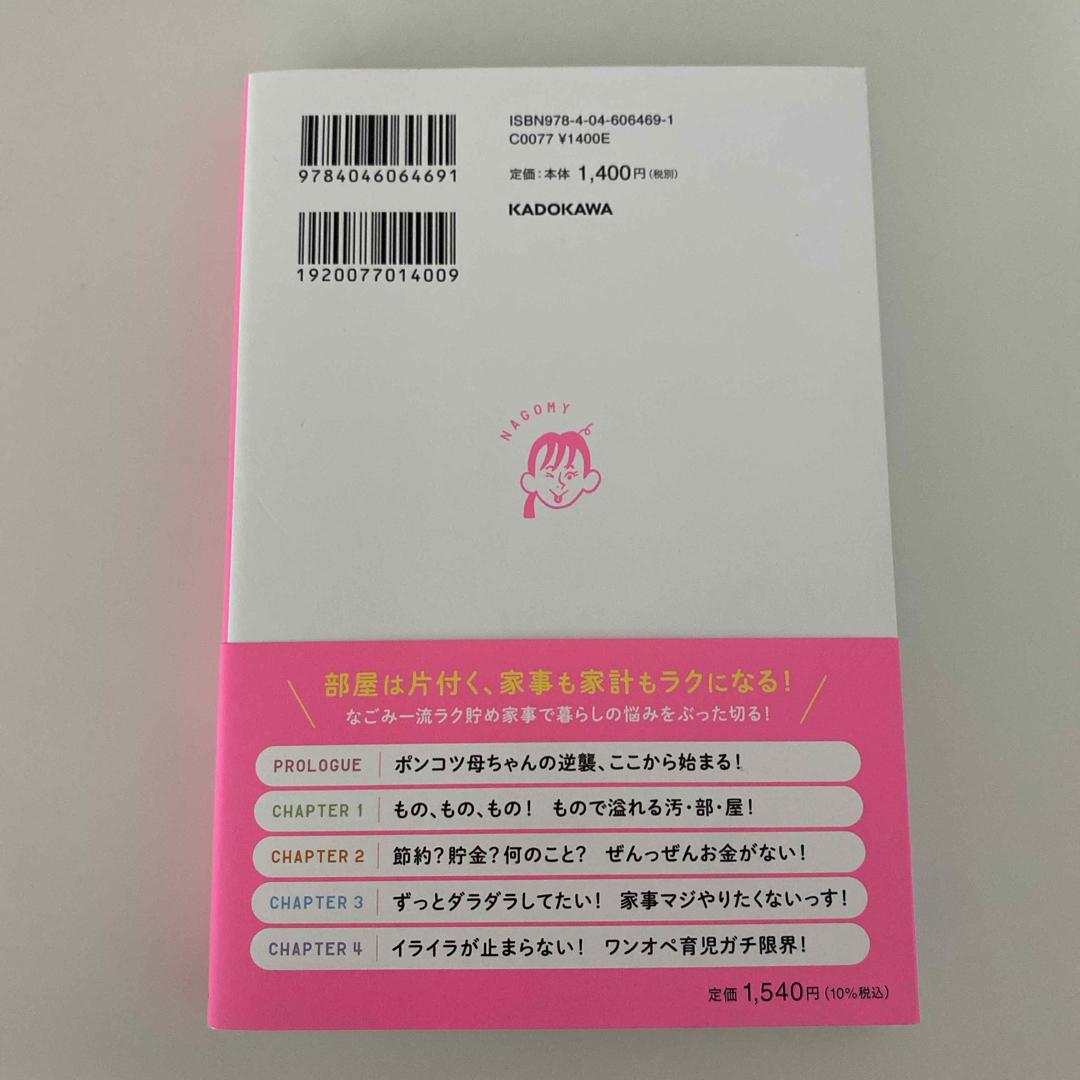 9784046064691
1920077014009
ISBN978-4-04-606469-1
C0077 ¥1400E
定価：本体 1,400円（税別）
KADOKAWA
NAGOMY
部屋は片付く、家事も家計もラクになる！
なごみー流ラク貯め家事で暮らしの悩みをぶった切る！
PROLOGUE ポンコツ母ちゃんの逆襲、ここから始まる！
CHAPTER 1 もの、もの、もの！ もので溢れる汚・部・屋！
CHAPTER 2 節約？貯金？何のこと？ ぜんっぜんお金がない！
CHAPTER 3 ずっとダラダラしてたい！ 家事マジやりたくないっす！
CHAPTER 4 イライラが止まらない！ ワンオペ育児ガチ限界！
定価 1,540円（10%税込）